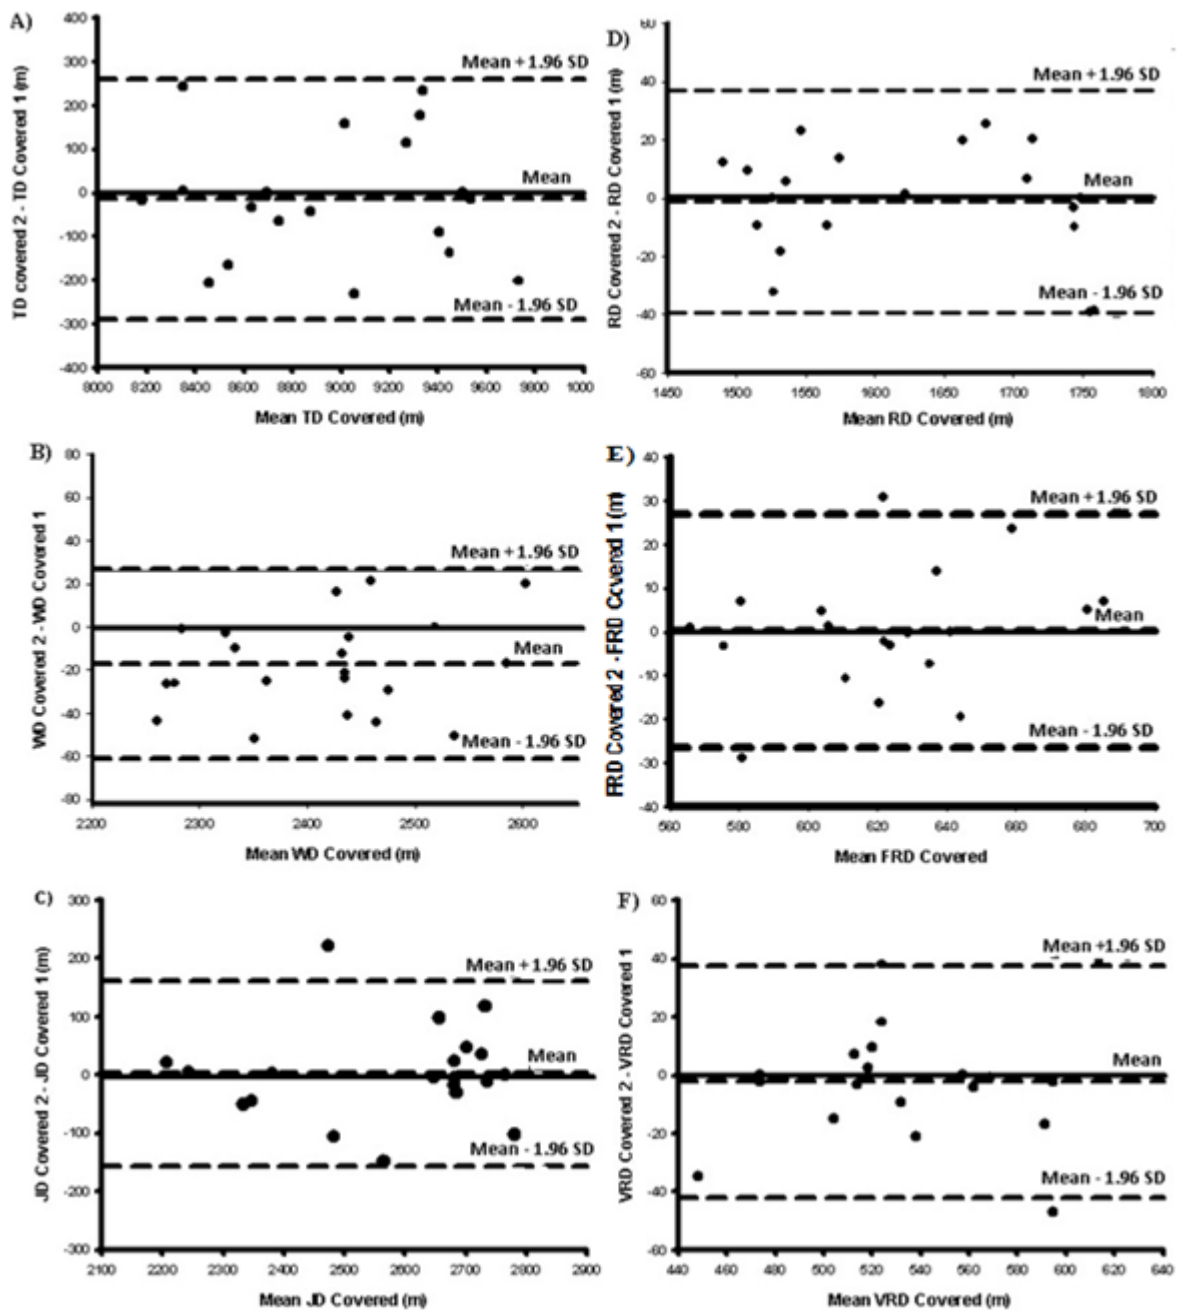 A)
TD covered 2 - TD Covered 1 (m)
400
300
200
100
0
-100
-200
-300
-400
Mean +1.96 SD
Mean
Mean - 1.96 SD
8000 8200 8400 8600 8800 9000 9200 9400 9600 9800 1000
Mean TD Covered (m)
D)
RD Covered 2 - RD Covered 1 (m)
60
40
20
0
-20
-40
-60
Mean +1.96 SD
Mean
Mean - 1.96 SD
1450 1500 1550 1600 1650 1700 1750 1800
Mean RD Covered (m)
B)
WD Covered 2 - WD Covered 1
80
60
40
20
0
-20
-40
-60
-80
Mean +1.96 SD
Mean
Mean - 1.96 SD
2200 2300 2400 2500 2600
Mean WD Covered (m)
E)
FRD Covered 2 - FRD Covered 1 (m)
40
30
20
10
0
-10
-20
-30
-40
Mean +1.96 SD
Mean
Mean - 1.96 SD
560 580 600 620 640 660 680 700
Mean FRD Covered
C)
JD Covered 2 - JD Covered 1 (m)
300
200
100
0
-100
-200
-300
Mean +1.96 SD
Mean
Mean - 1.96 SD
2100 2200 2300 2400 2500 2600 2700 2800 2900
Mean JD Covered (m)
F)
VRD Covered 2 - VRD Covered 1
60
40
20
0
-20
-40
-60
Mean +1.96 SD
Mean
Mean - 1.96 SD
440 460 480 500 520 540 560 580 600 620 640
Mean VRD Covered (m)